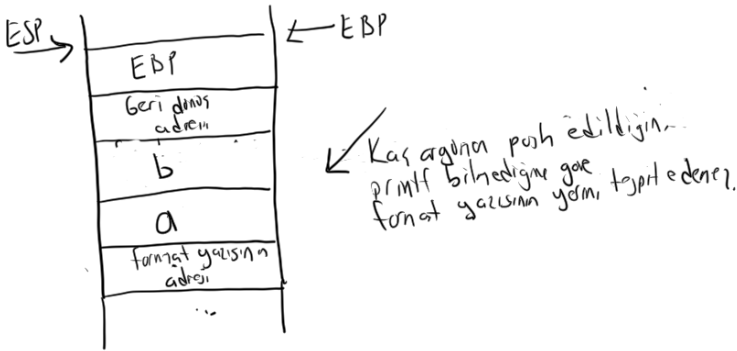 ESP
EBP
EBP
Geri dönüş
adresi
b
a
format yazısının
adresi
...
Kaç argüman push edildiğini
printf bilmediğine göre
format yazısının yerini tespit edemez.